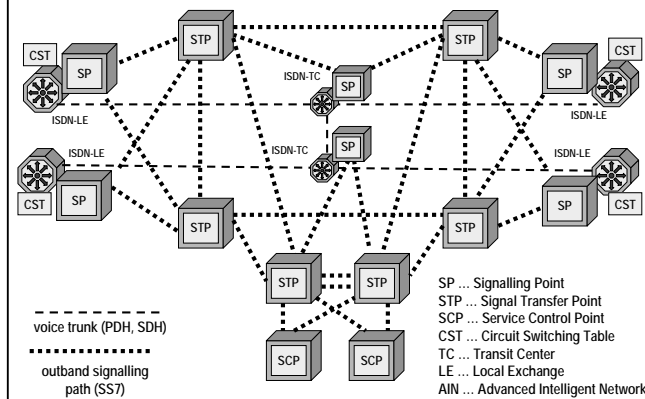 STP
STP
CST
SP
SP
CST
SP
ISDN-LE
ISDN-TC
ISDN-LE
ISDN-LE
ISDN-TC
SP
ISDN-LE
CST
SP
SP
CST
STP
STP
STP
STP
SCP
SCP
voice trunk (PDH, SDH)
outband signalling
path (SS7)
SP ... Signalling Point
STP ... Signal Transfer Point
SCP ... Service Control Point
CST ... Circuit Switching Table
TC ... Transit Center
LE ... Local Exchange
AIN ... Advanced Intelligent Network